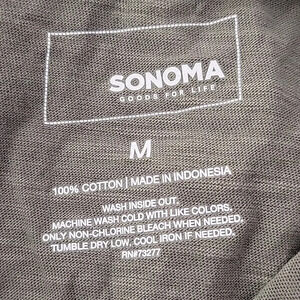 SONOMA
GOODS FOR LIFE
M
100% COTTON | MADE IN INDONESIA
WASH INSIDE OUT.
MACHINE WASH COLD WITH LIKE COLORS.
ONLY NON-CHLORINE BLEACH WHEN NEEDED.
TUMBLE DRY LOW. COOL IRON IF NEEDED.
RN#73277